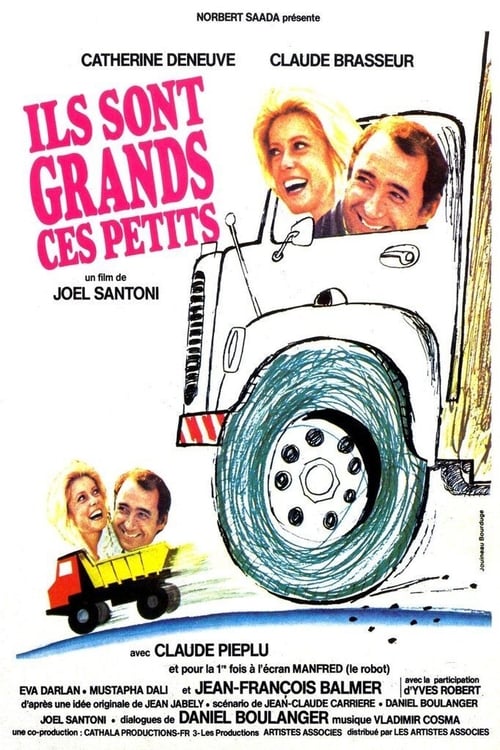 NORBERT SAADA présente
CATHERINE DENEUVE CLAUDE BRASSEUR
ILS SONT
GRANDS
CES PETITS
un film de
JOEL SANTONI
Jouineau Bourduge
avec CLAUDE PIEPLU
et pour la 1re fois à l'écran MANFRED (le robot)
EVA DARLAN • MUSTAPHA DALI et JEAN-FRANÇOIS BALMER avec la participation d'YVES ROBERT
d'après une idée originale de JEAN JABELY • scénario de JEAN-CLAUDE CARRIERE • DANIEL BOULANGER
JOEL SANTONI • dialogues de DANIEL BOULANGER musique VLADIMIR COSMA
une co-production : CATHALA PRODUCTIONS-FR 3-Les Productions ARTISTES ASSOCIES distribué par LES ARTISTES ASSOCIES